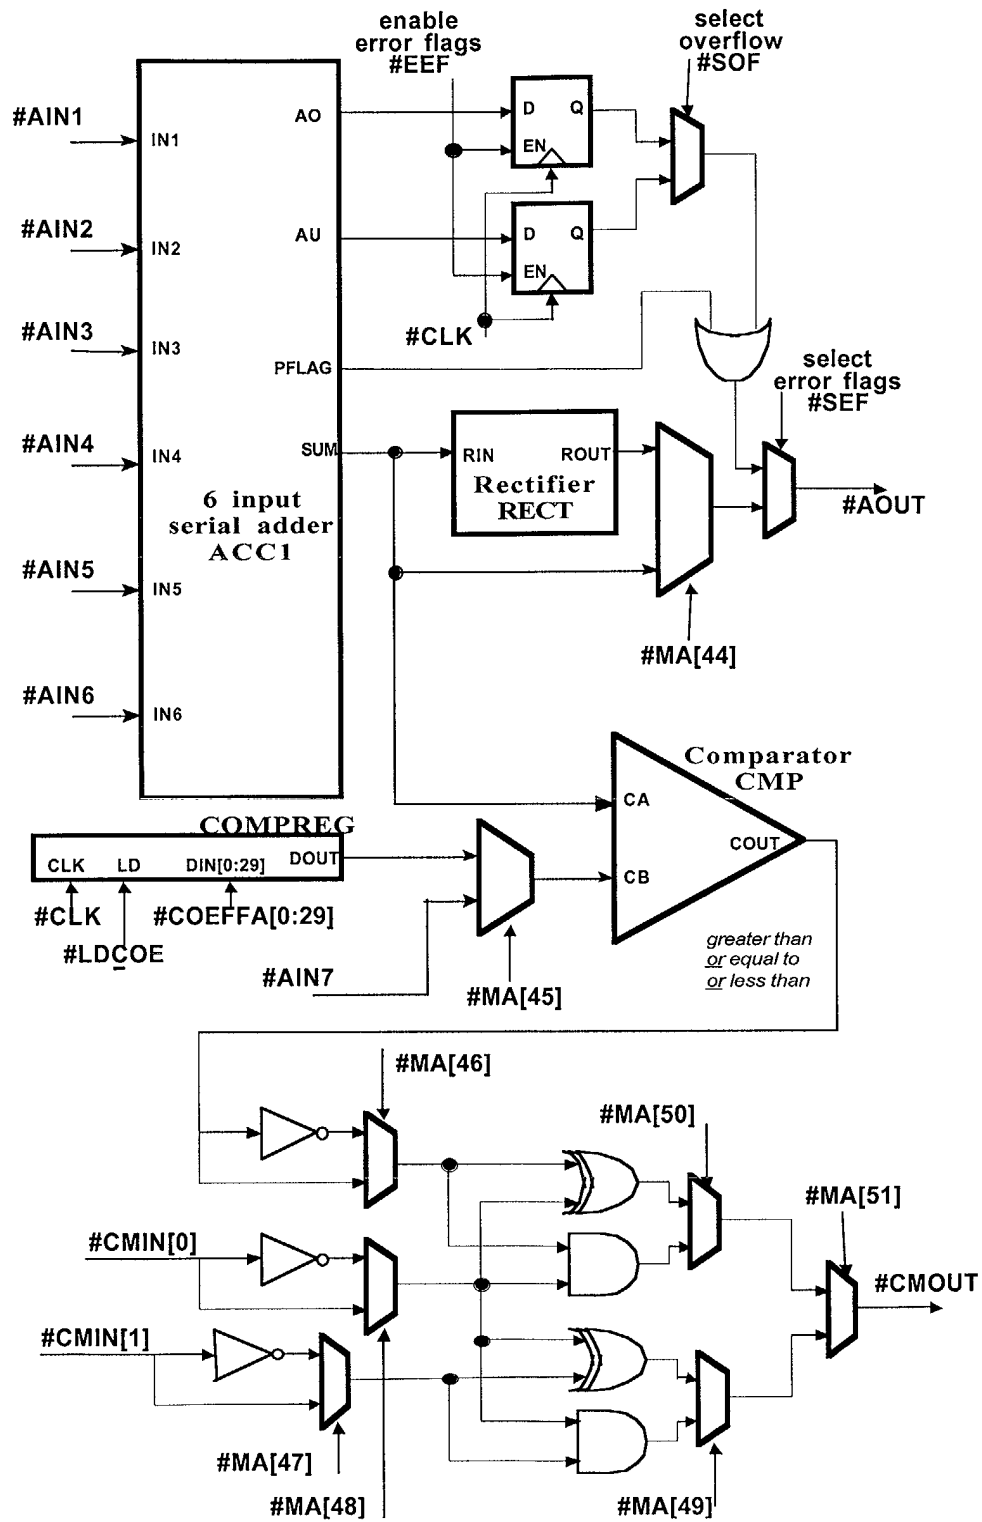 enable
error flags
#EEF
select
overflow
#SOF
#AIN1
IN1
AO
D
Q
EN
#AIN2
IN2
AU
D
Q
EN
#CLK
#AIN3
IN3
PFLAG
select
error flags
#SEF
#AIN4
IN4
SUM
RIN
ROUT
Rectifier
RECT
6 input
serial adder
ACC1
#AOUT
#AIN5
IN5
#MA[44]
#AIN6
IN6
Comparator
CMP
CA
COUT
CB
COMPREG
CLK
LD
DIN[0:29]
DOUT
#CLK
#COEFFA[0:29]
#LDCOE
#AIN7
#MA[45]
greater than
or equal to
or less than
#MA[46]
#MA[50]
#MA[51]
#CMIN[0]
#CMOUT
#CMIN[1]
#MA[47]
#MA[48]
#MA[49]